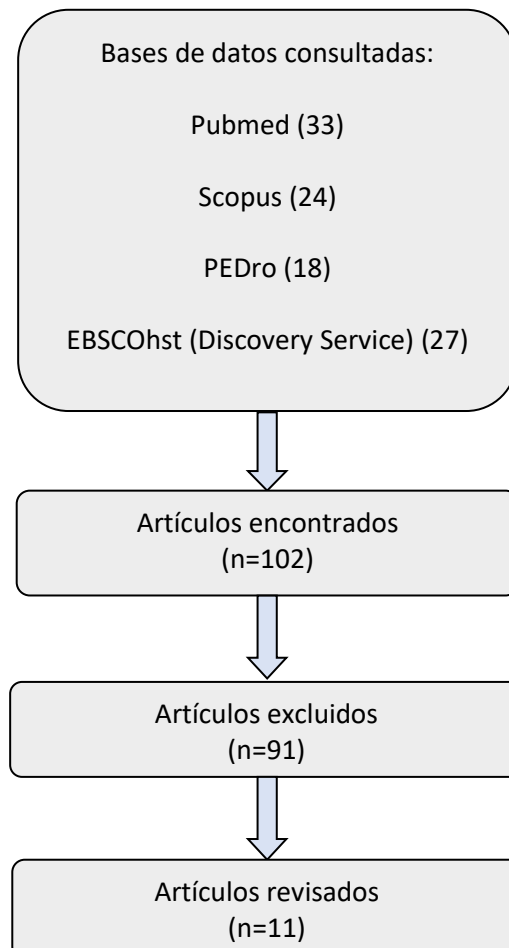 Bases de datos consultadas:
Pubmed (33)
Scopus (24)
PEDro (18)
EBSCOhst (Discovery Service) (27)
Artículos encontrados
(n=102)
Artículos excluidos
(n=91)
Artículos revisados
(n=11)